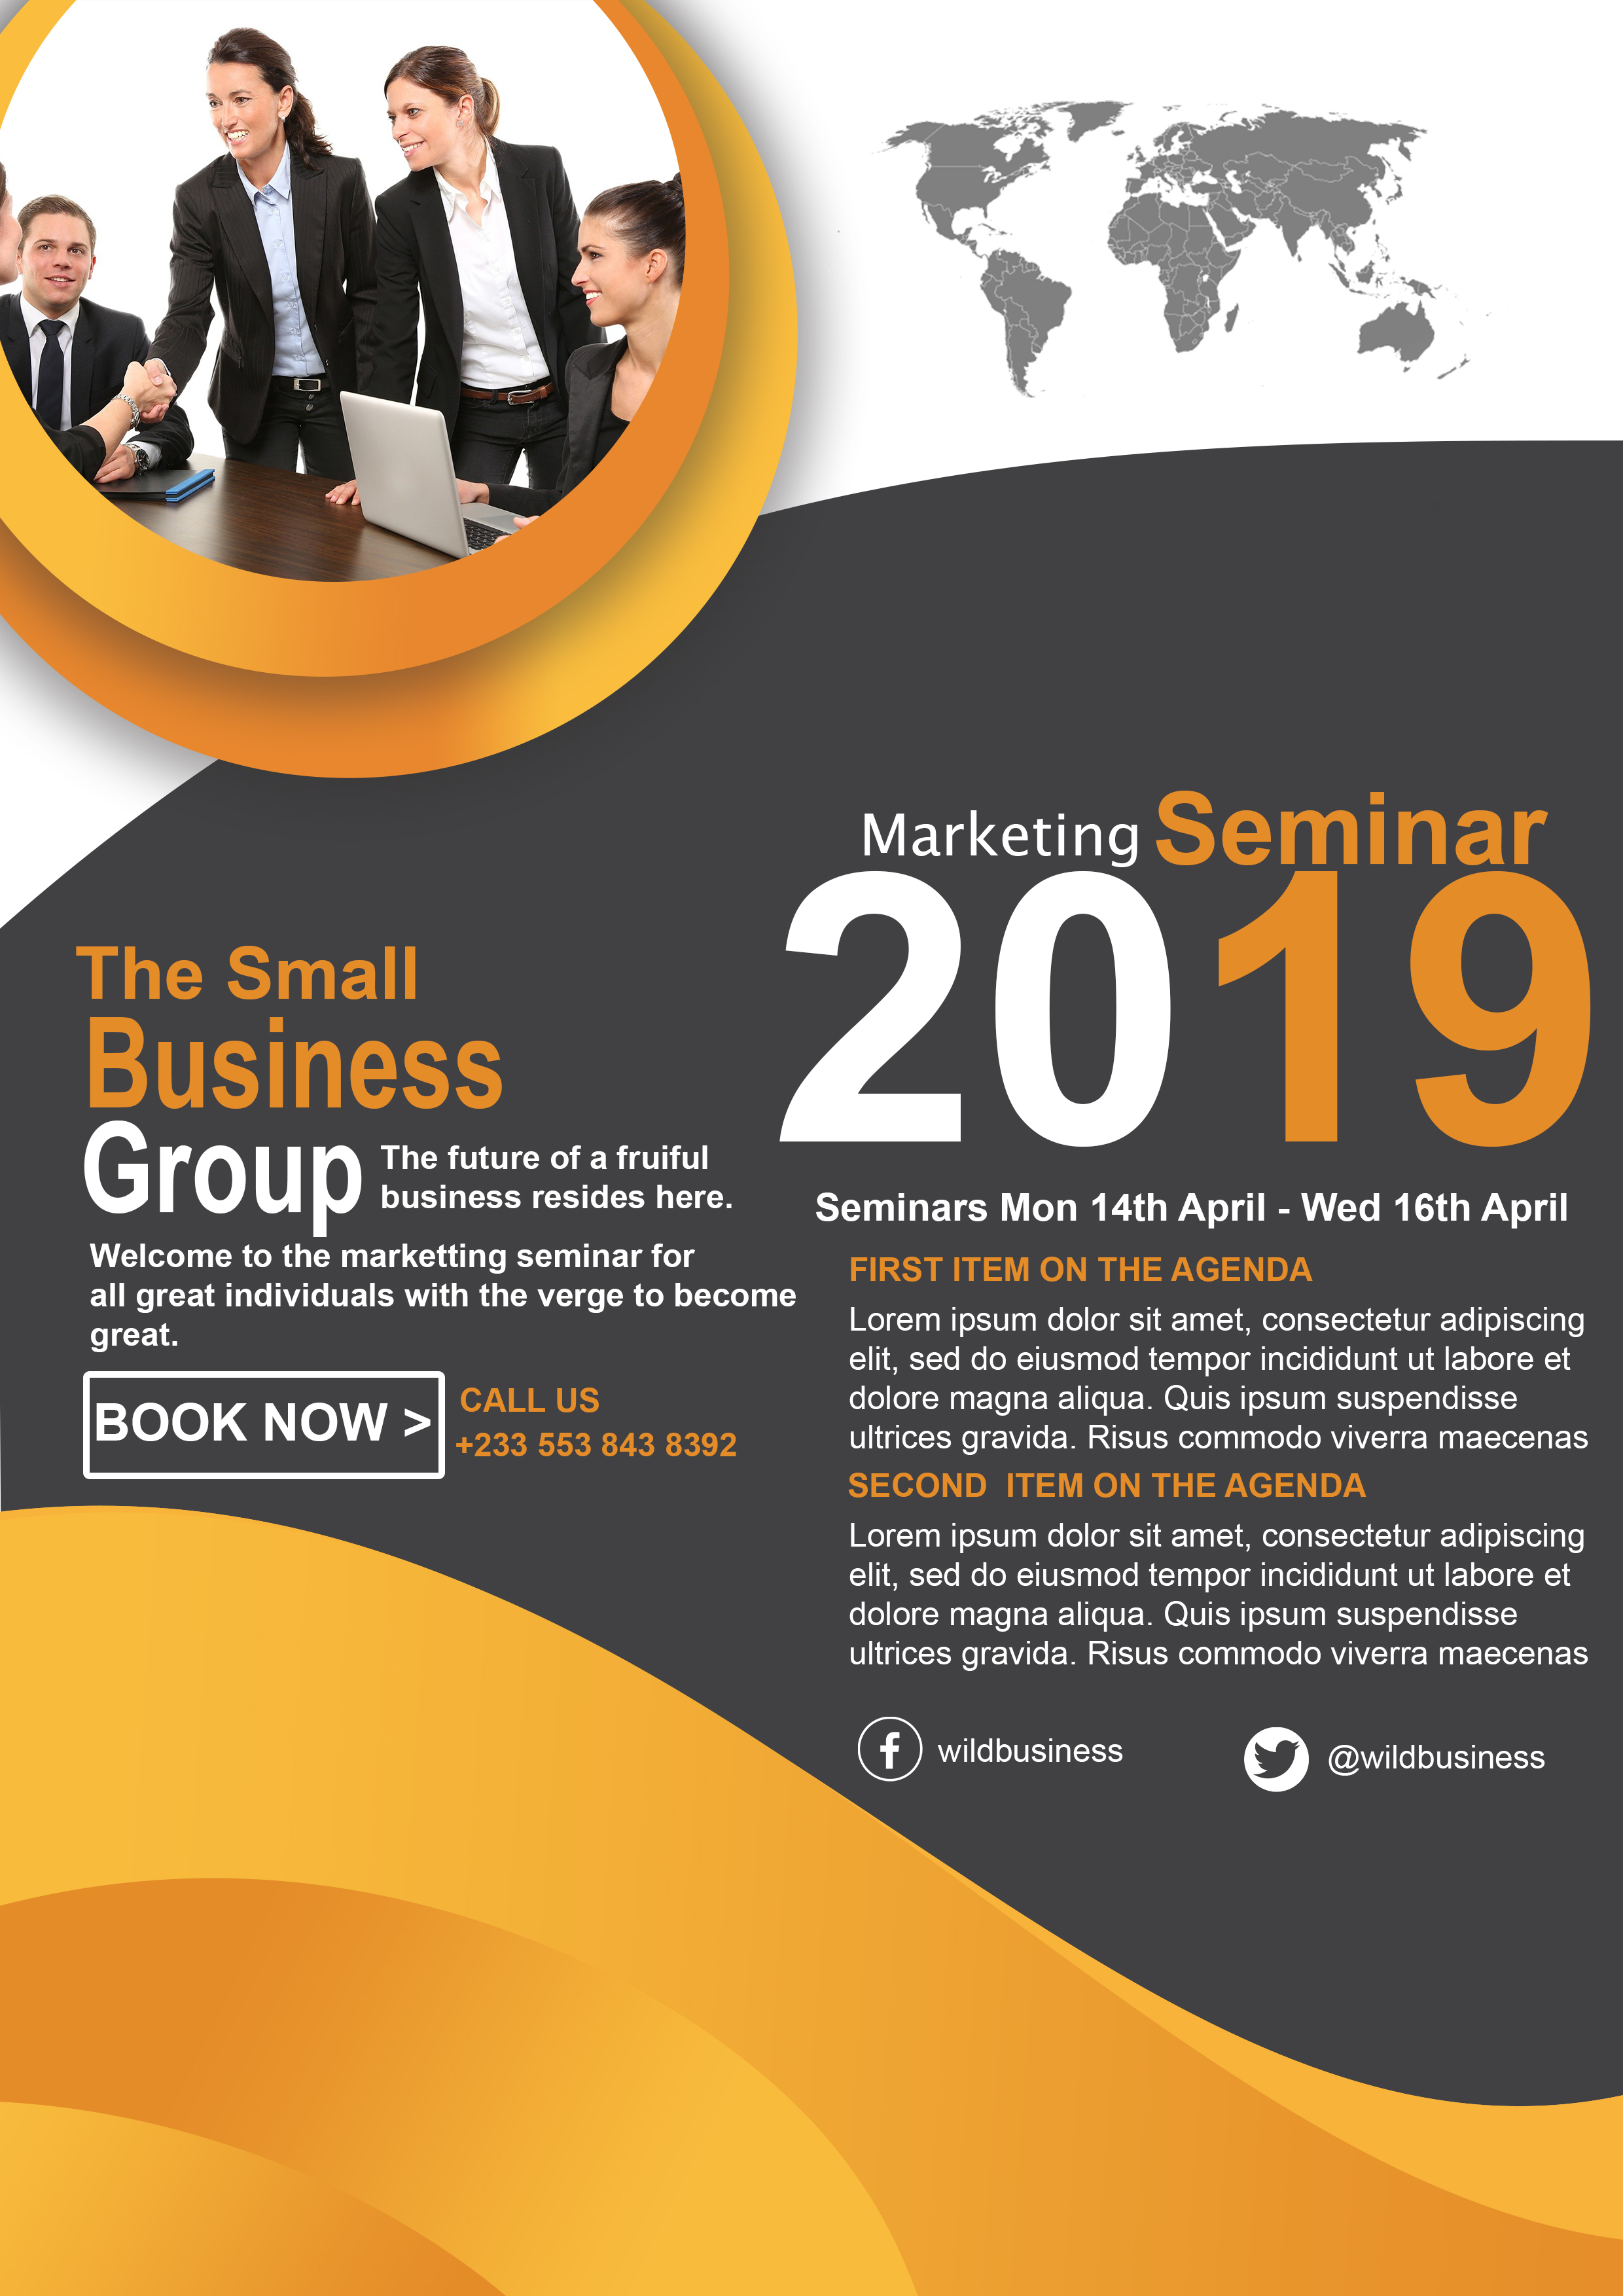 Marketing Seminar
2019
The Small
Business
Group
The future of a fruiful
business resides here.
Welcome to the marketting seminar for
all great individuals with the verge to become
great.
BOOK NOW >
CALL US
+233 553 843 8392
Seminars Mon 14th April - Wed 16th April
FIRST ITEM ON THE AGENDA
Lorem ipsum dolor sit amet, consectetur adipiscing
elit, sed do eiusmod tempor incididunt ut labore et
dolore magna aliqua. Quis ipsum suspendisse
ultrices gravida. Risus commodo viverra maecenas
SECOND  ITEM ON THE AGENDA
Lorem ipsum dolor sit amet, consectetur adipiscing
elit, sed do eiusmod tempor incididunt ut labore et
dolore magna aliqua. Quis ipsum suspendisse
ultrices gravida. Risus commodo viverra maecenas
wildbusiness
@wildbusiness